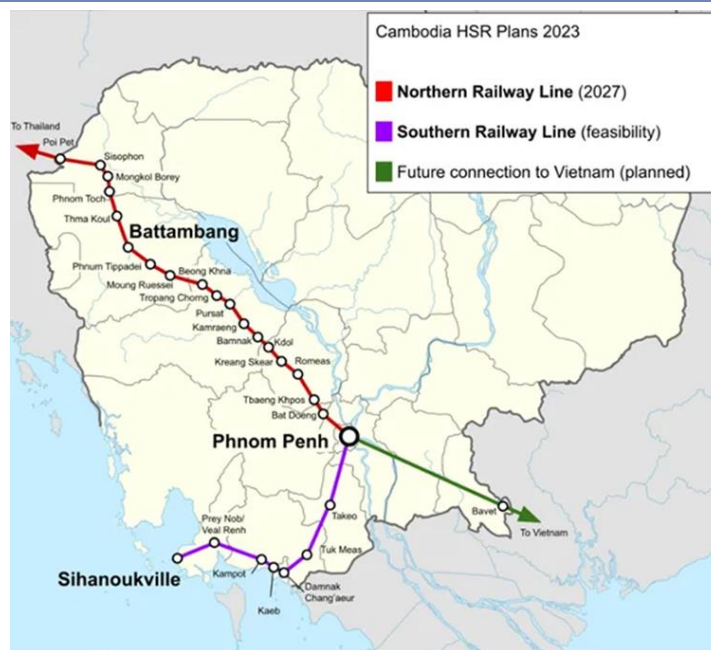 Cambodia HSR Plans 2023
Northern Railway Line (2027)
Southern Railway Line (feasibility)
Future connection to Vietnam (planned)
To Thailand
Poi Pet
Sisophon
Mongkol Borey
Phnom Toch
Thma Koul
Battambang
Phnum Tippadei
Beong Khna
Moung Ruessei
Tropang Chorng
Pursat
Kamraeng
Bamnak
Kdol
Kreang Skear
Romeas
Tbaeng Khpos
Bat Doeng
Phnom Penh
Takeo
Bavet
To Vietnam
Prey Nob/
Veal Renh
Tuk Meas
Sihanoukville
Kampot
Damnak
Chang'aeur
Kaeb